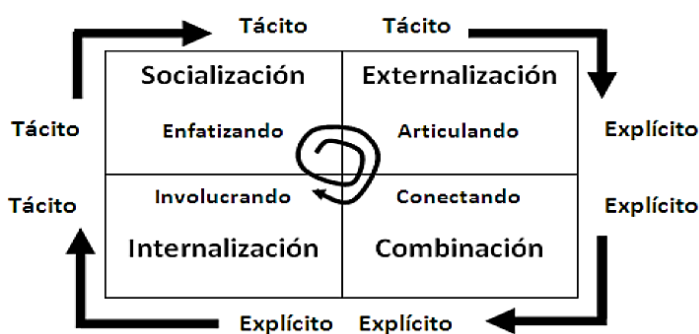 Tácito Tácito
Socialización Externalización
Tácito Enfatizando Articulando Explícito
Tácito Involucrando Conectando Explícito
Internalización Combinación
Explícito Explícito